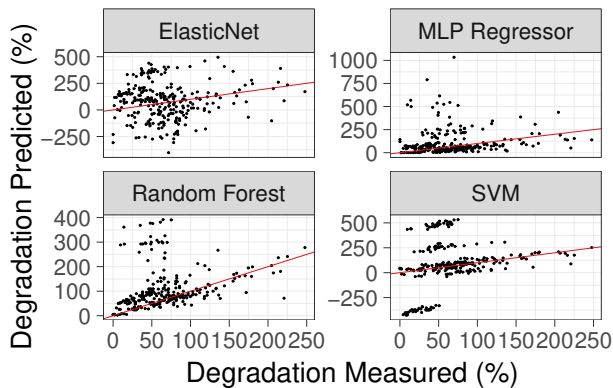 ElasticNet
MLP Regressor
500
250
0
−250
1000
750
500
250
0
Random Forest
SVM
400
300
200
100
0
500
250
0
−250
0 50 100 150 200 250
0 50 100 150 200 250
Degradation Measured (%)
Degradation Predicted (%)